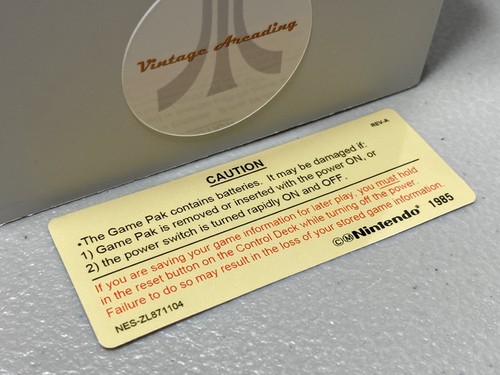 Vintage Arcading
REV-A
CAUTION
•The Game Pak contains batteries. It may be damaged if:
1) Game Pak is removed or inserted with the power ON, or
2) the power switch is turned rapidly ON and OFF.
If you are saving your game information for later play, you must hold
in the reset button on the Control Deck while turning off the power.
Failure to do so may result in the loss of your stored game information.
©Ⓜ Nintendo® 1985
NES-ZL871104